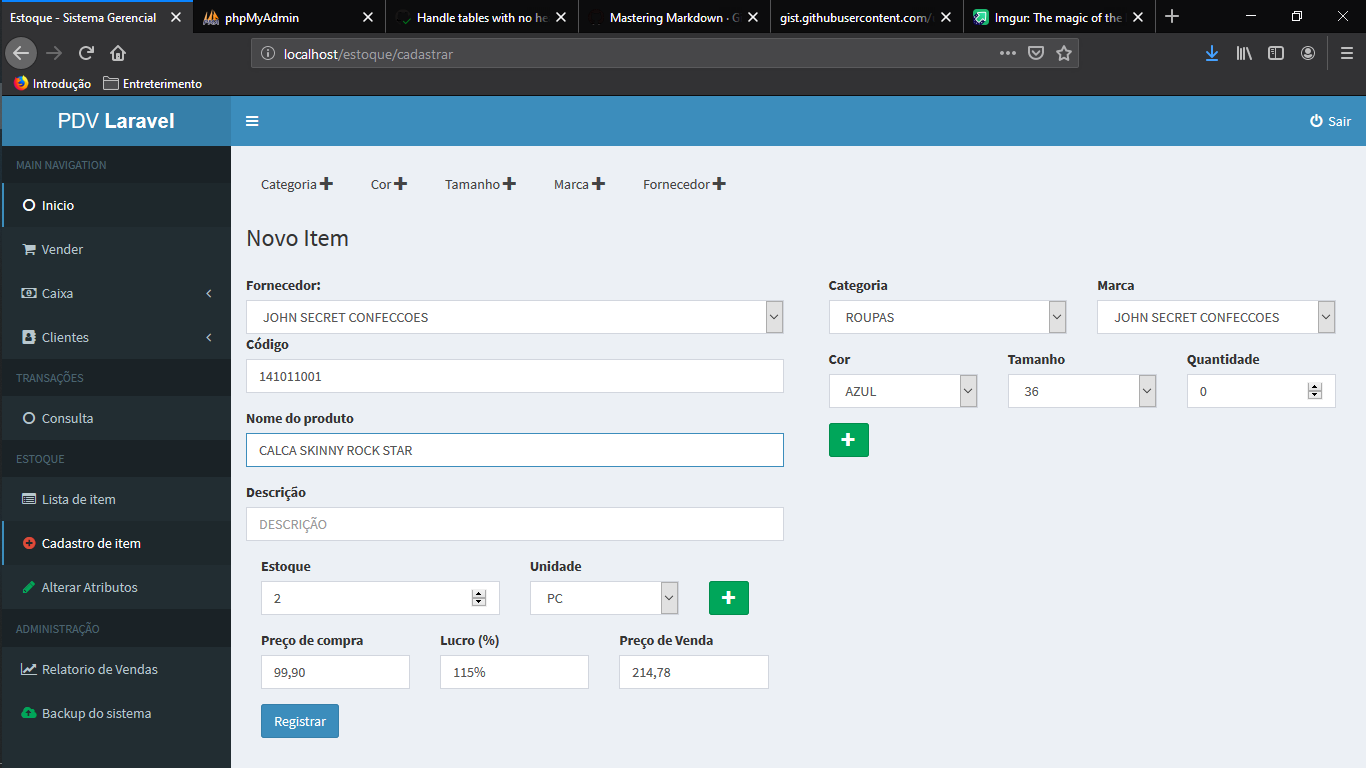 Estoque - Sistema Gerencial
phpMyAdmin
Handle tables with no he
Mastering Markdown · G
gist.githubusercontent.com/
Imgur: The magic of the
localhost/estoque/cadastrar
Introdução
Entreterimento
PDV Laravel
Sair
MAIN NAVIGATION
Inicio
Vender
Caixa
Clientes
TRANSAÇÕES
Consulta
ESTOQUE
Lista de item
Cadastro de item
Alterar Atributos
ADMINISTRAÇÃO
Relatorio de Vendas
Backup do sistema
Categoria
Cor
Tamanho
Marca
Fornecedor
Novo Item
Fornecedor:
JOHN SECRET CONFECCOES
Código
141011001
Nome do produto
CALCA SKINNY ROCK STAR
Descrição
DESCRIÇÃO
Estoque
Unidade
2
PC
Preço de compra
Lucro (%)
Preço de Venda
99,90
115%
214,78
Registrar
Categoria
Marca
ROUPAS
JOHN SECRET CONFECCOES
Cor
Tamanho
Quantidade
AZUL
36
0